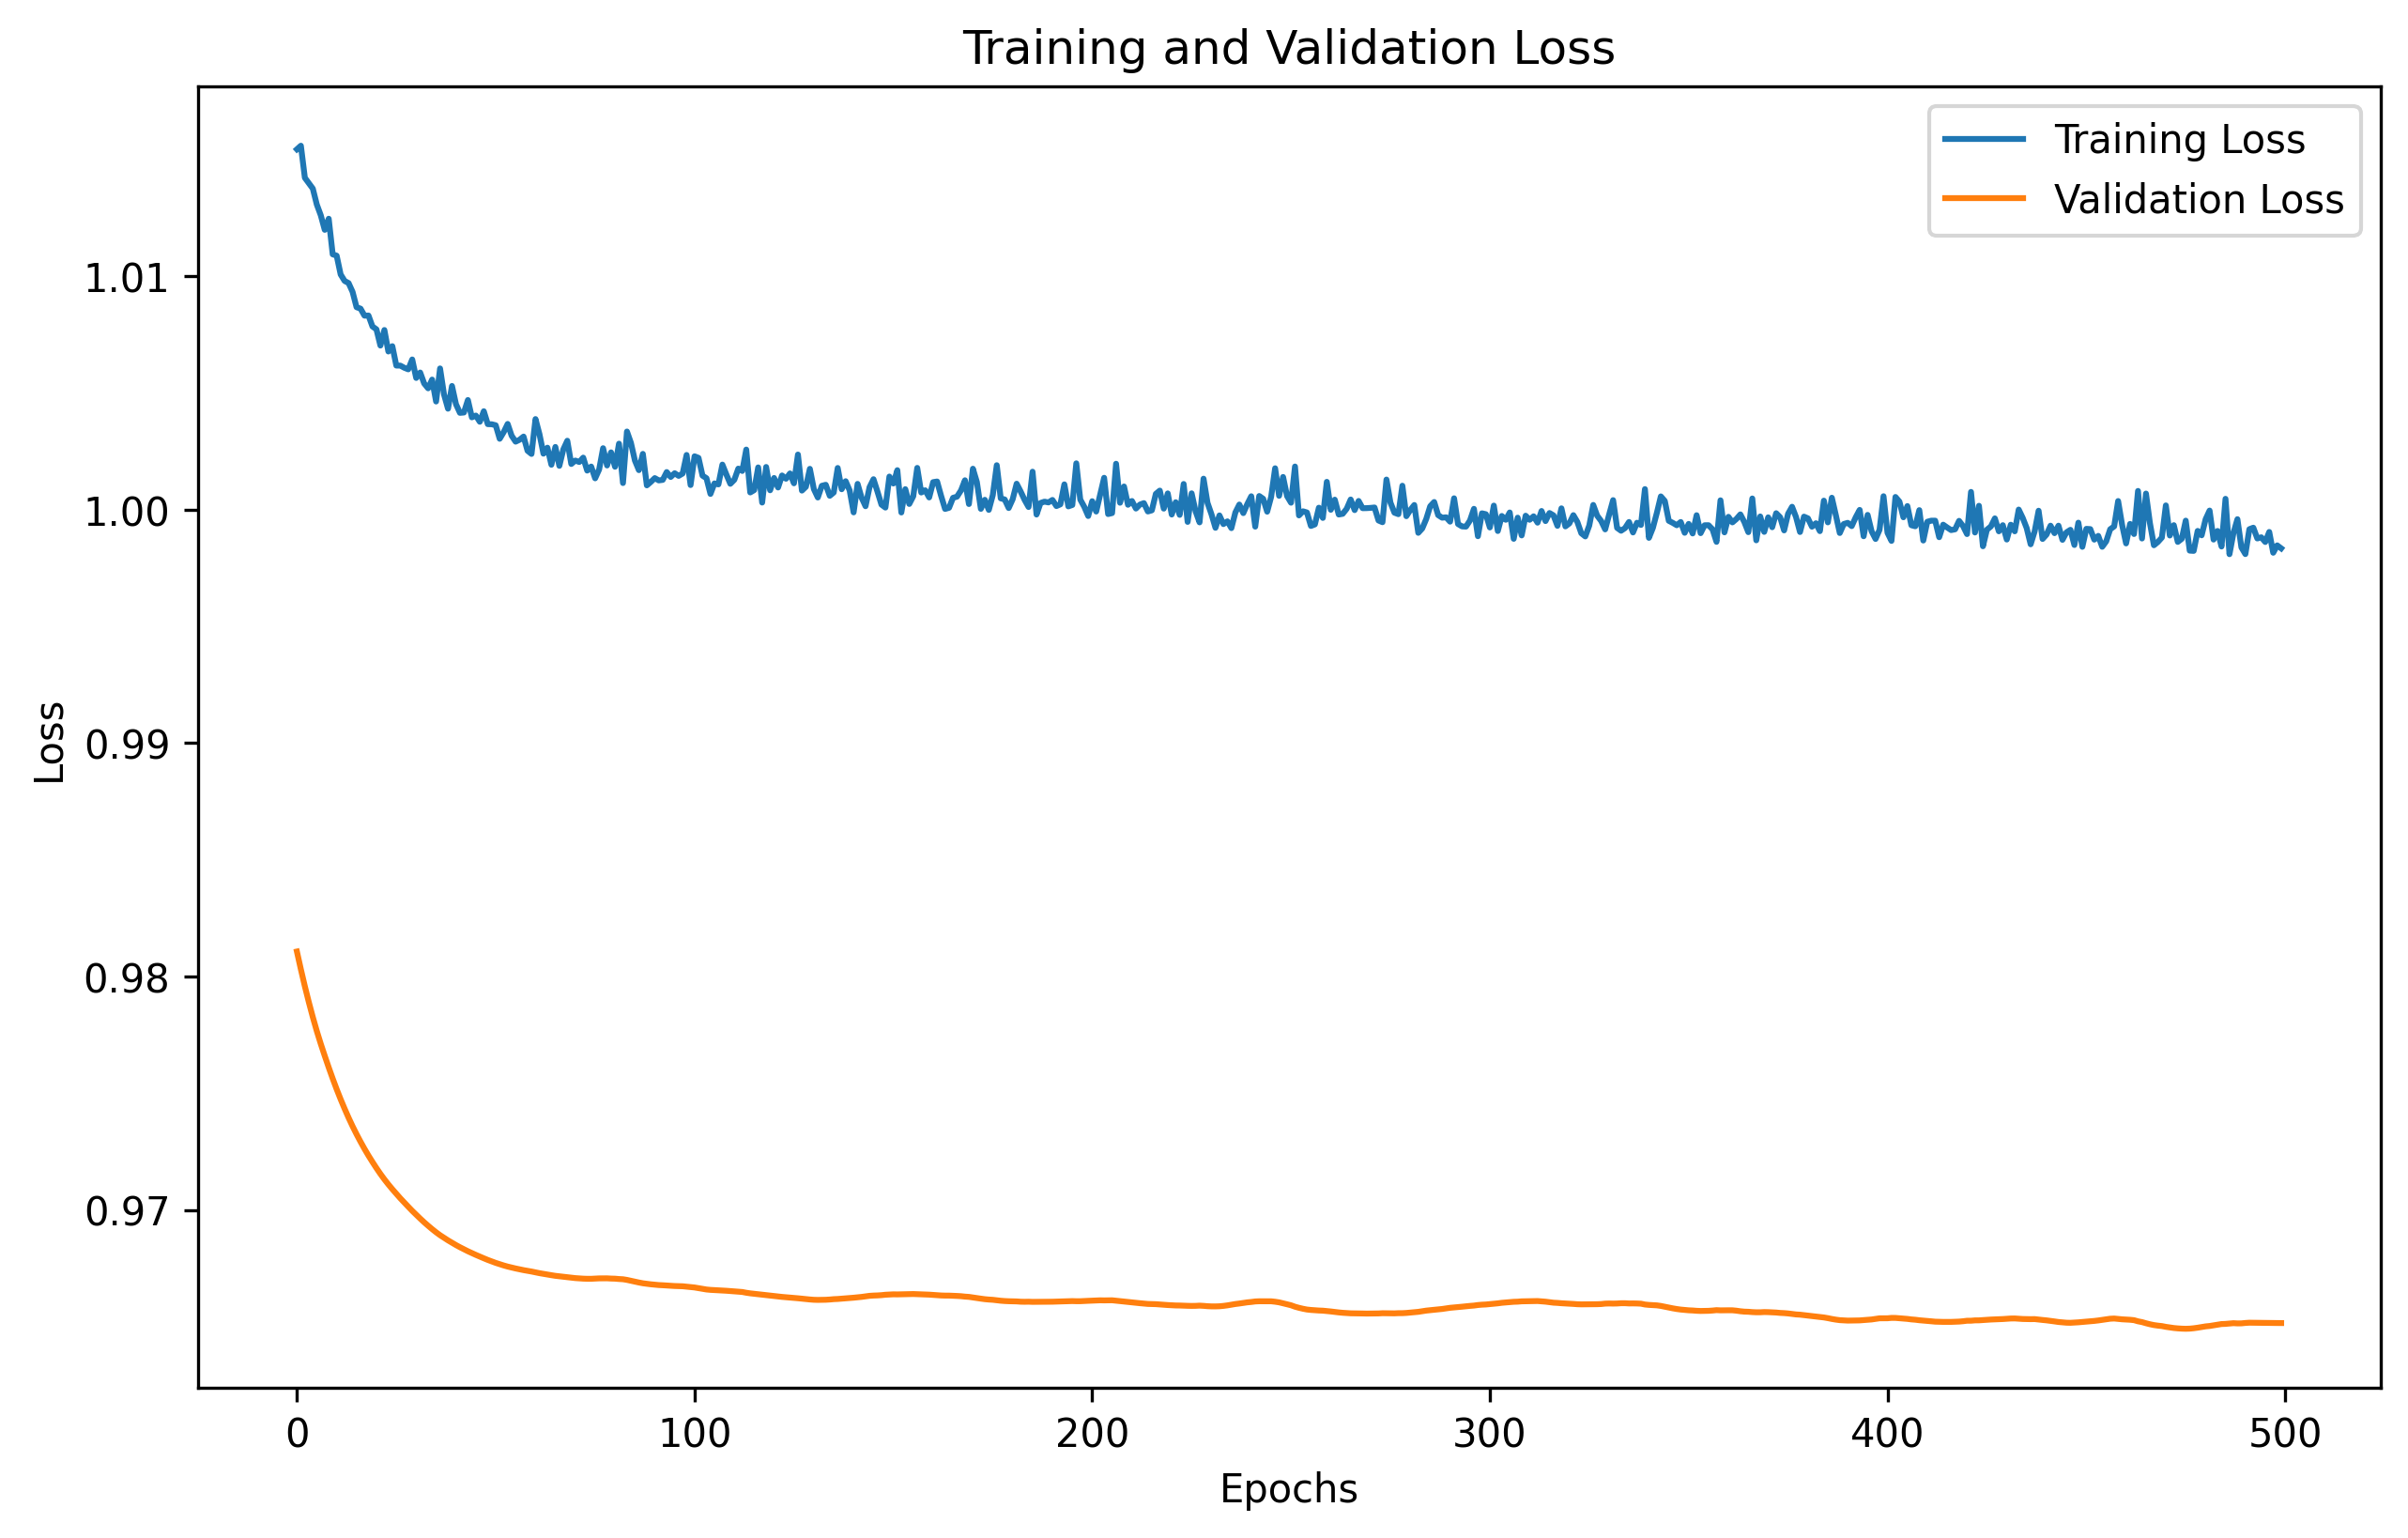 Training and Validation Loss
Training Loss
Validation Loss
1.01
1.00
0.99
0.98
0.97
Loss
0
100
200
300
400
500
Epochs